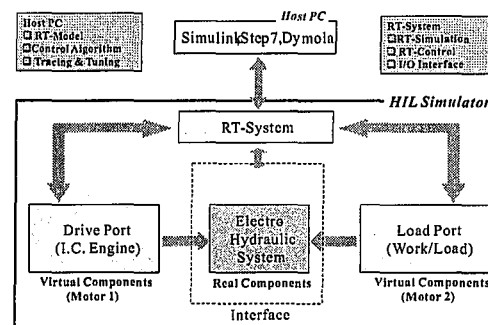 Host PC
❑ RT-Model
❑ Control Algorithm
❑ Tracing & Tuning
Host PC
Simulink,Step7,Dymola
RT-System
❑ RT-Simulation
❑ RT-Control
❑ I/O Interface
HIL Simulator
RT-System
Drive Port
(I.C. Engine)
Electro
Hydraulic
System
Load Port
(Work/Load)
Virtual Components
(Motor 1)
Real Components
Virtual Components
(Motor 2)
Interface